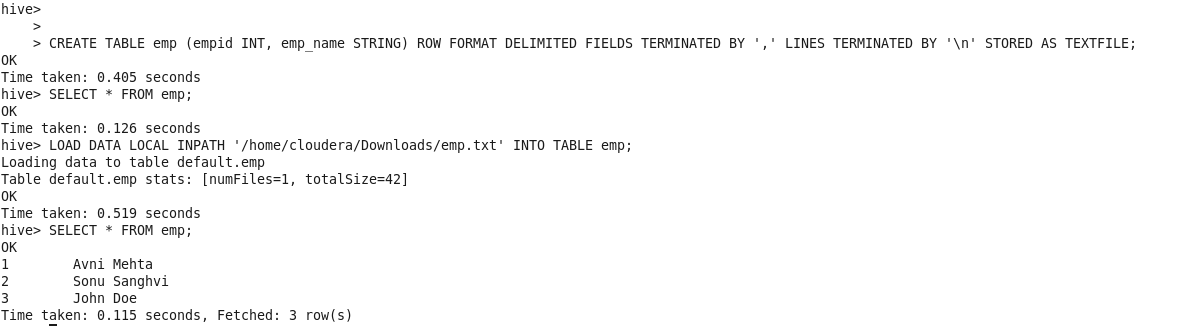 hive>
    >
    > CREATE TABLE emp (empid INT, emp_name STRING) ROW FORMAT DELIMITED FIELDS TERMINATED BY ',' LINES TERMINATED BY '\n' STORED AS TEXTFILE;
OK
Time taken: 0.405 seconds
hive> SELECT * FROM emp;
OK
Time taken: 0.126 seconds
hive> LOAD DATA LOCAL INPATH '/home/cloudera/Downloads/emp.txt' INTO TABLE emp;
Loading data to table default.emp
Table default.emp stats: [numFiles=1, totalSize=42]
OK
Time taken: 0.519 seconds
hive> SELECT * FROM emp;
OK
1        Avni Mehta
2        Sonu Sanghvi
3        John Doe
Time taken: 0.115 seconds, Fetched: 3 row(s)